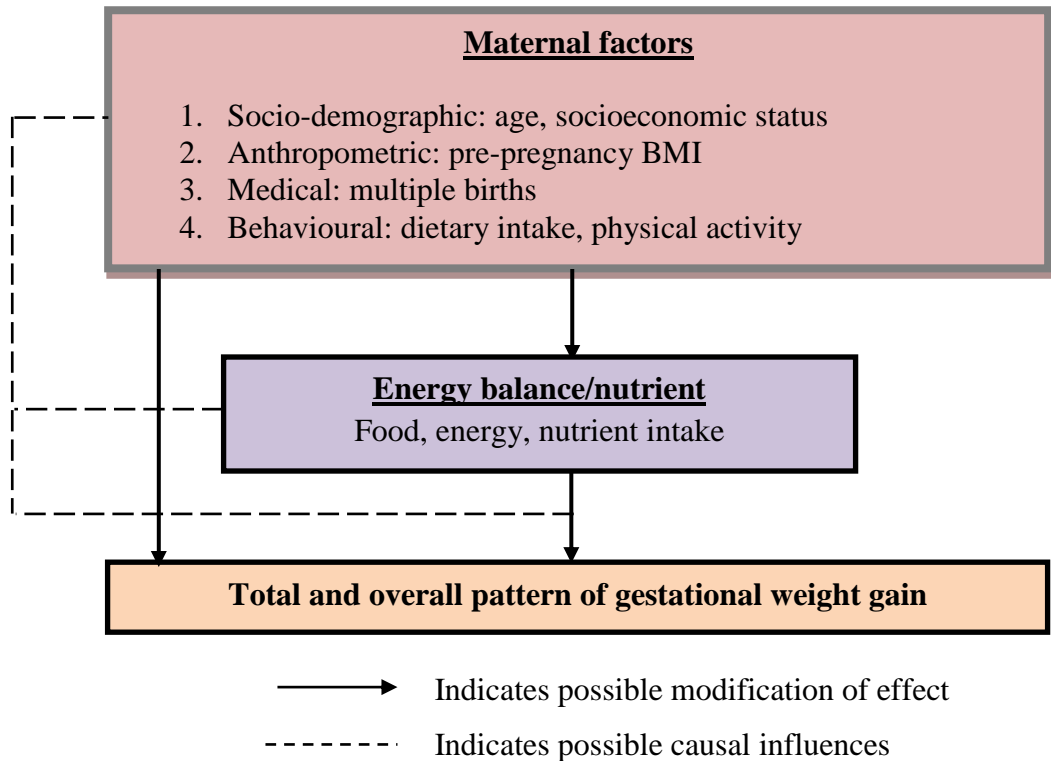 Maternal factors
1. Socio-demographic: age, socioeconomic status
2. Anthropometric: pre-pregnancy BMI
3. Medical: multiple births
4. Behavioural: dietary intake, physical activity
Energy balance/nutrient
Food, energy, nutrient intake
Total and overall pattern of gestational weight gain
Indicates possible modification of effect
Indicates possible causal influences